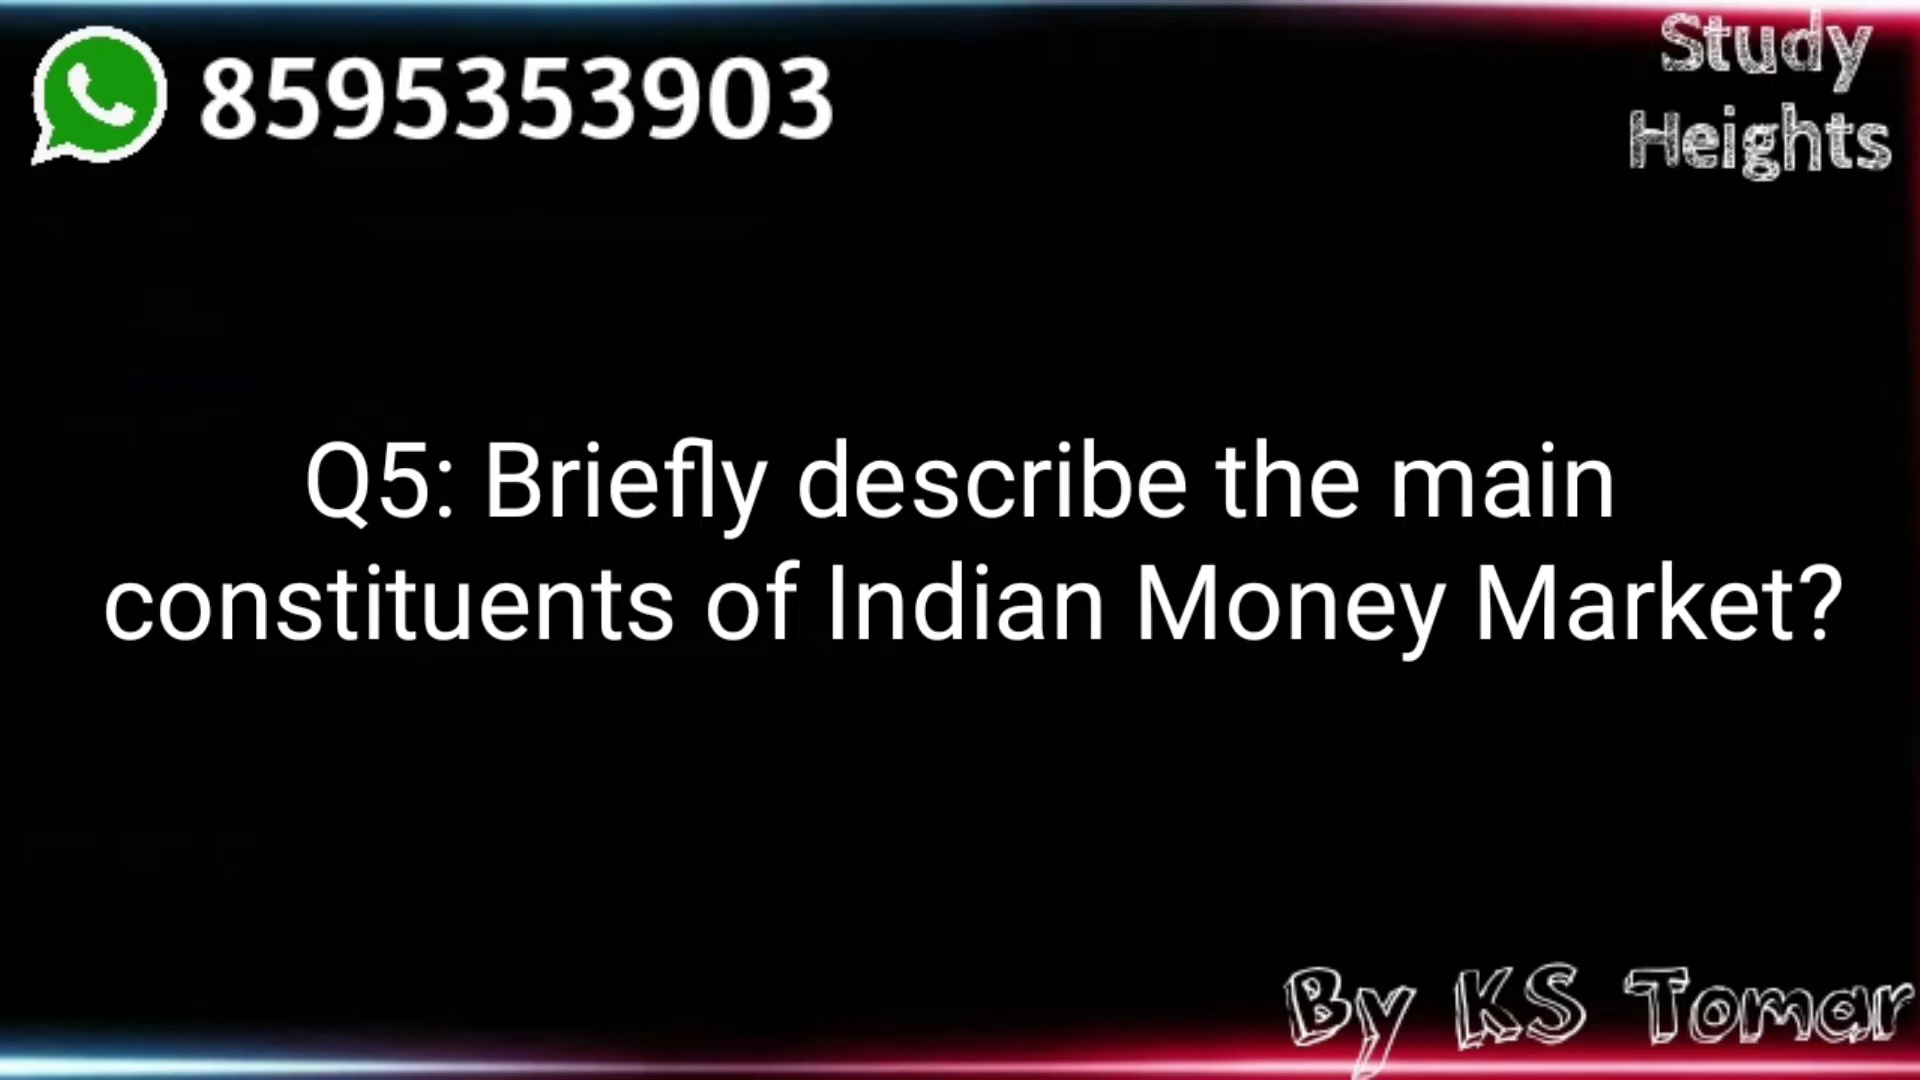 8595353903
Study
Heights
Q5: Briefly describe the main
constituents of Indian Money Market?
By KS Tomar